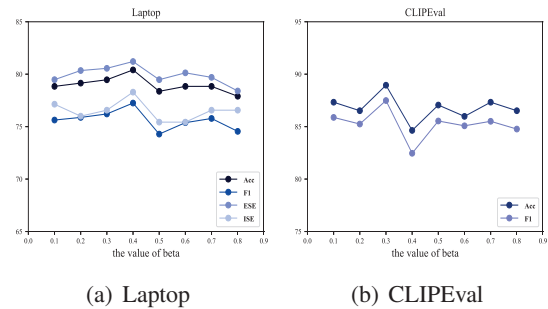 Laptop
85
80
75
70
65
0.0 0.1 0.2 0.3 0.4 0.5 0.6 0.7 0.8 0.9
the value of beta
Acc
F1
ESE
ISE
(a) Laptop
CLIPEval
95
90
85
80
75
0.0 0.1 0.2 0.3 0.4 0.5 0.6 0.7 0.8 0.9
the value of beta
Acc
F1
(b) CLIPEval